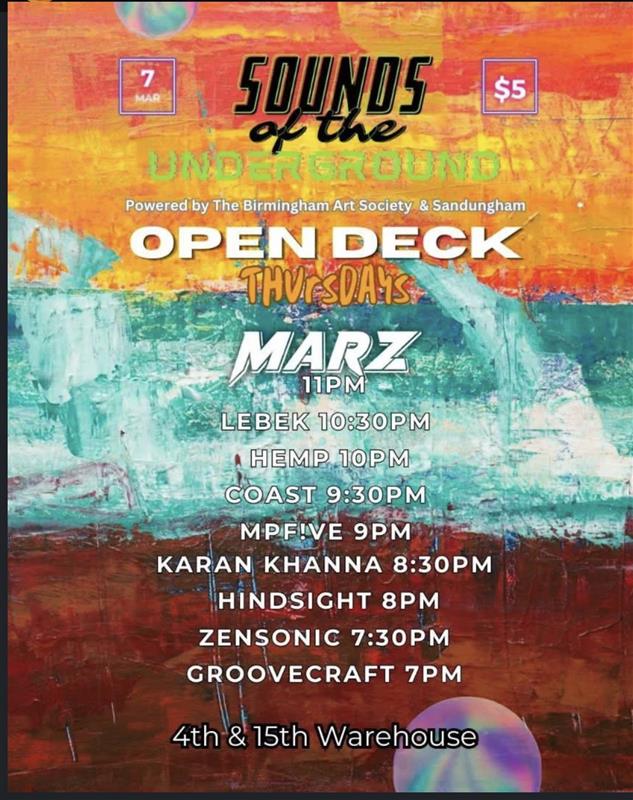 7
MAR
SOUNDS
$5
of the
UNDERGROUND
Powered by The Birmingham Art Society & Sandungham
OPEN DECK
THUrSDAYS
MARZ
11PM
LEBEK 10:30PM
HEMP 10PM
COAST 9:30PM
MPF!VE 9PM
KARAN KHANNA 8:30PM
HINDSIGHT 8PM
ZENSONIC 7:30PM
GROOVECRAFT 7PM
4th & 15th Warehouse